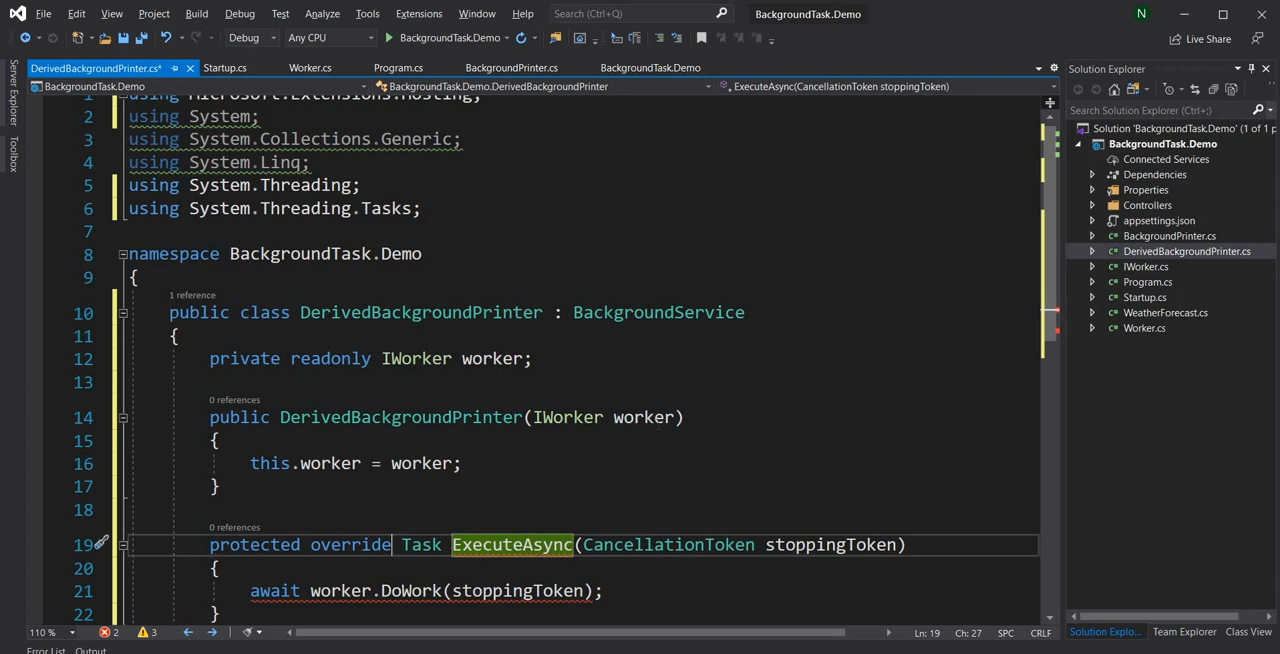 File Edit View Project Build Debug Test Analyze Tools Extensions Window Help Search (Ctrl+Q) BackgroundTask.Demo N
Debug Any CPU BackgroundTask.Demo Live Share
DerivedBackgroundPrinter.cs* Startup.cs Worker.cs Program.cs BackgroundPrinter.cs BackgroundTask.Demo
BackgroundTask.Demo BackgroundTask.Demo.DerivedBackgroundPrinter ExecuteAsync(CancellationToken stoppingToken)
Server Explorer
Toolbox
1 using Microsoft.Extensions.Hosting;
2 using System;
3 using System.Collections.Generic;
4 using System.Linq;
5 using System.Threading;
6 using System.Threading.Tasks;
7
8 namespace BackgroundTask.Demo
9 {
1 reference
10 public class DerivedBackgroundPrinter : BackgroundService
11 {
12 private readonly IWorker worker;
13
0 references
14 public DerivedBackgroundPrinter(IWorker worker)
15 {
16 this.worker = worker;
17 }
18
0 references
19 protected override Task ExecuteAsync(CancellationToken stoppingToken)
20 {
21 await worker.DoWork(stoppingToken);
22 }
110 % 2 3 Ln: 19 Ch: 27 SPC CRLF
Error List Output
Solution Explorer
Search Solution Explorer (Ctrl+;)
Solution 'BackgroundTask.Demo' (1 of 1 p
BackgroundTask.Demo
Connected Services
Dependencies
Properties
Controllers
appsettings.json
C# BackgroundPrinter.cs
C# DerivedBackgroundPrinter.cs
C# IWorker.cs
C# Program.cs
C# Startup.cs
C# WeatherForecast.cs
C# Worker.cs
Solution Explo... Team Explorer Class View